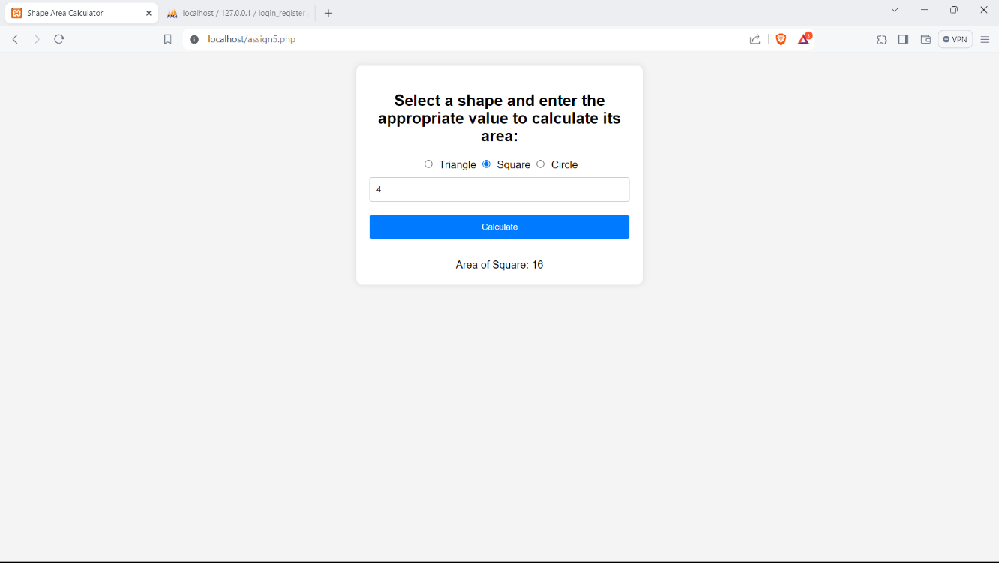 Shape Area Calculator
localhost / 127.0.0.1 / login_register
localhost/assign5.php
3
VPN
Select a shape and enter the
appropriate value to calculate its
area:
Triangle Square Circle
4
Calculate
Area of Square: 16